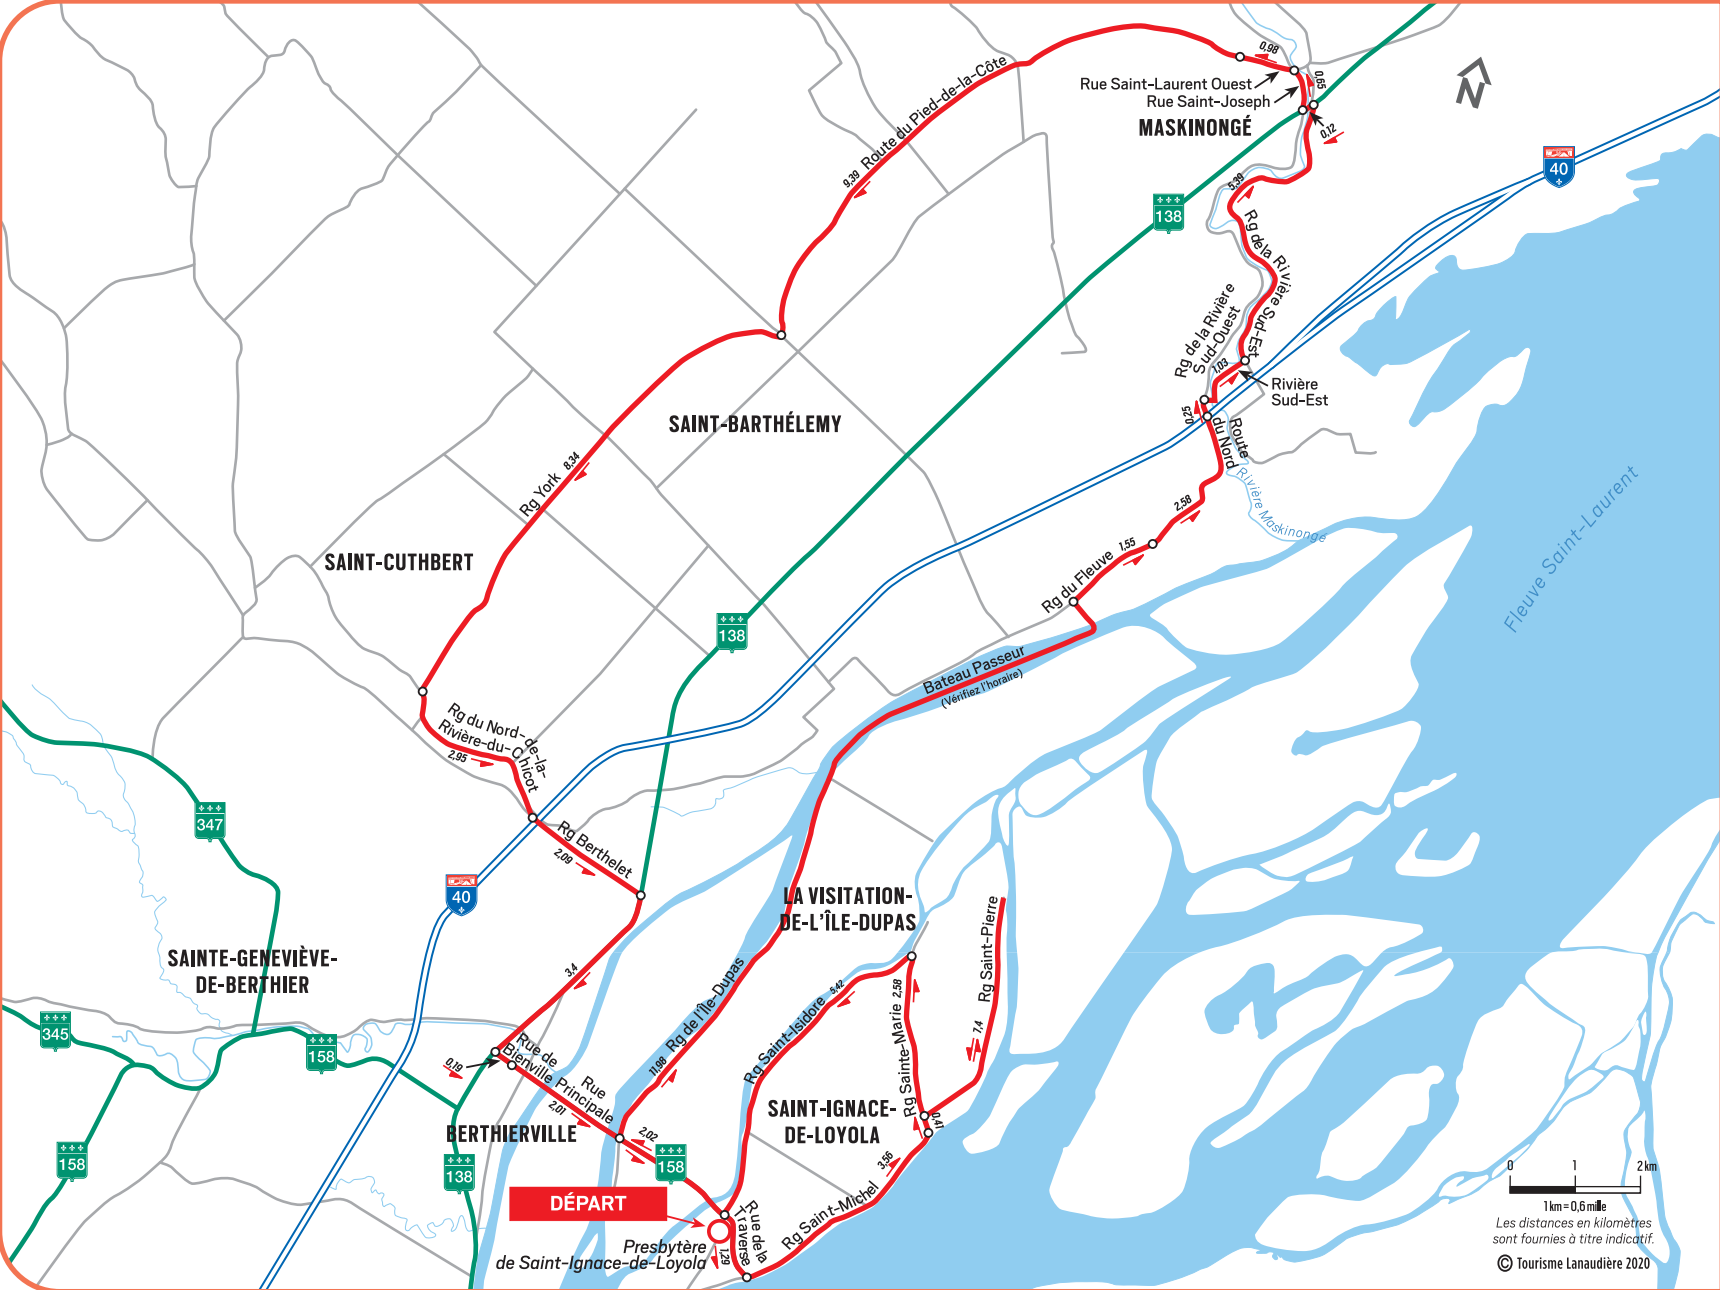 0,98
Rue Saint-Laurent Ouest
Rue Saint-Joseph
0,65
MASKINONGÉ
0,12
N
40
Route du Pied-de-la-Côte
9,39
138
5,39
Rg de la Rivière Sud-Est
Rg de la Rivière
Sud-Ouest
1,03
Rivière
Sud-Est
0,25
Route
du Nord
Rivière Maskinongé
2,58
Fleuve Saint-Laurent
SAINT-BARTHÉLEMY
Rg York
8,34
SAINT-CUTHBERT
1,55
Rg du Fleuve
138
Bateau Passeur
(Vérifiez l'horaire)
Rg du Nord-de-la-
Rivière-du-Chicot
2,95
347
Rg Berthelet
2,09
40
LA VISITATION-
DE-L'ÎLE-DUPAS
SAINTE-GENEVIÈVE-
DE-BERTHIER
3,4
Rg de l'Île-Dupas
11,98
Rg Saint-Isidore
5,42
Rg Sainte-Marie
2,58
Rg Saint-Pierre
7,4
345
158
0,19
Rue de
Bienville
Rue
Principale
2,01
BERTHIERVILLE
2,02
158
158
138
SAINT-IGNACE-
DE-LOYOLA
0,41
3,56
Rg Saint-Michel
DÉPART
Presbytère
de Saint-Ignace-de-Loyola
1,29
Rue de la
Traverse
0 1 2 km
1 km = 0,6 mille
Les distances en kilomètres
sont fournies à titre indicatif.
© Tourisme Lanaudière 2020